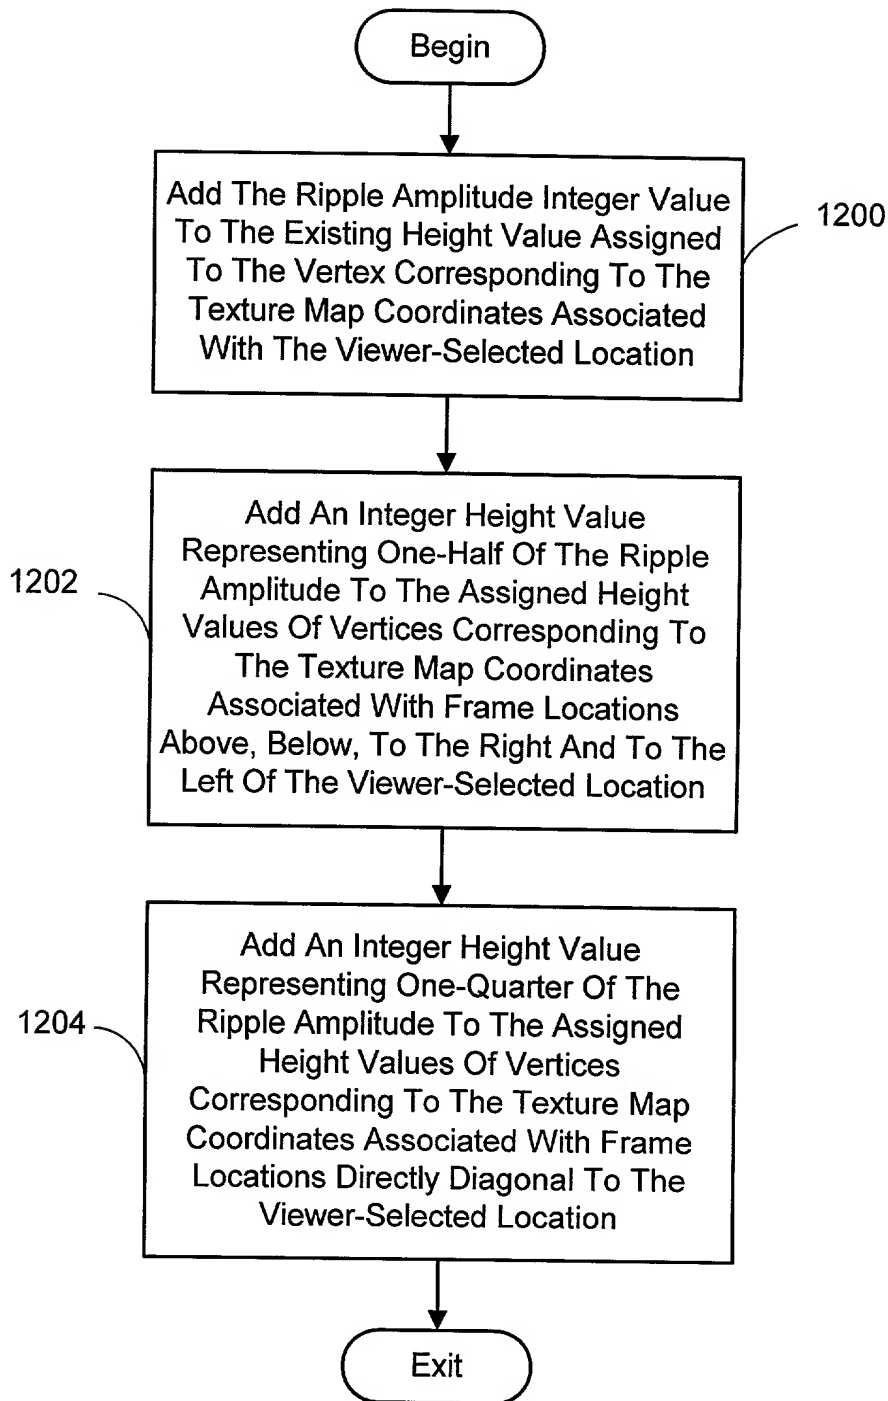 Begin
Add The Ripple Amplitude Integer Value
To The Existing Height Value Assigned
To The Vertex Corresponding To The
Texture Map Coordinates Associated
With The Viewer-Selected Location
1200
Add An Integer Height Value
Representing One-Half Of The Ripple
Amplitude To The Assigned Height
Values Of Vertices Corresponding To
The Texture Map Coordinates
Associated With Frame Locations
Above, Below, To The Right And To The
Left Of The Viewer-Selected Location
1202
Add An Integer Height Value
Representing One-Quarter Of The
Ripple Amplitude To The Assigned
Height Values Of Vertices
Corresponding To The Texture Map
Coordinates Associated With Frame
Locations Directly Diagonal To The
Viewer-Selected Location
1204
Exit